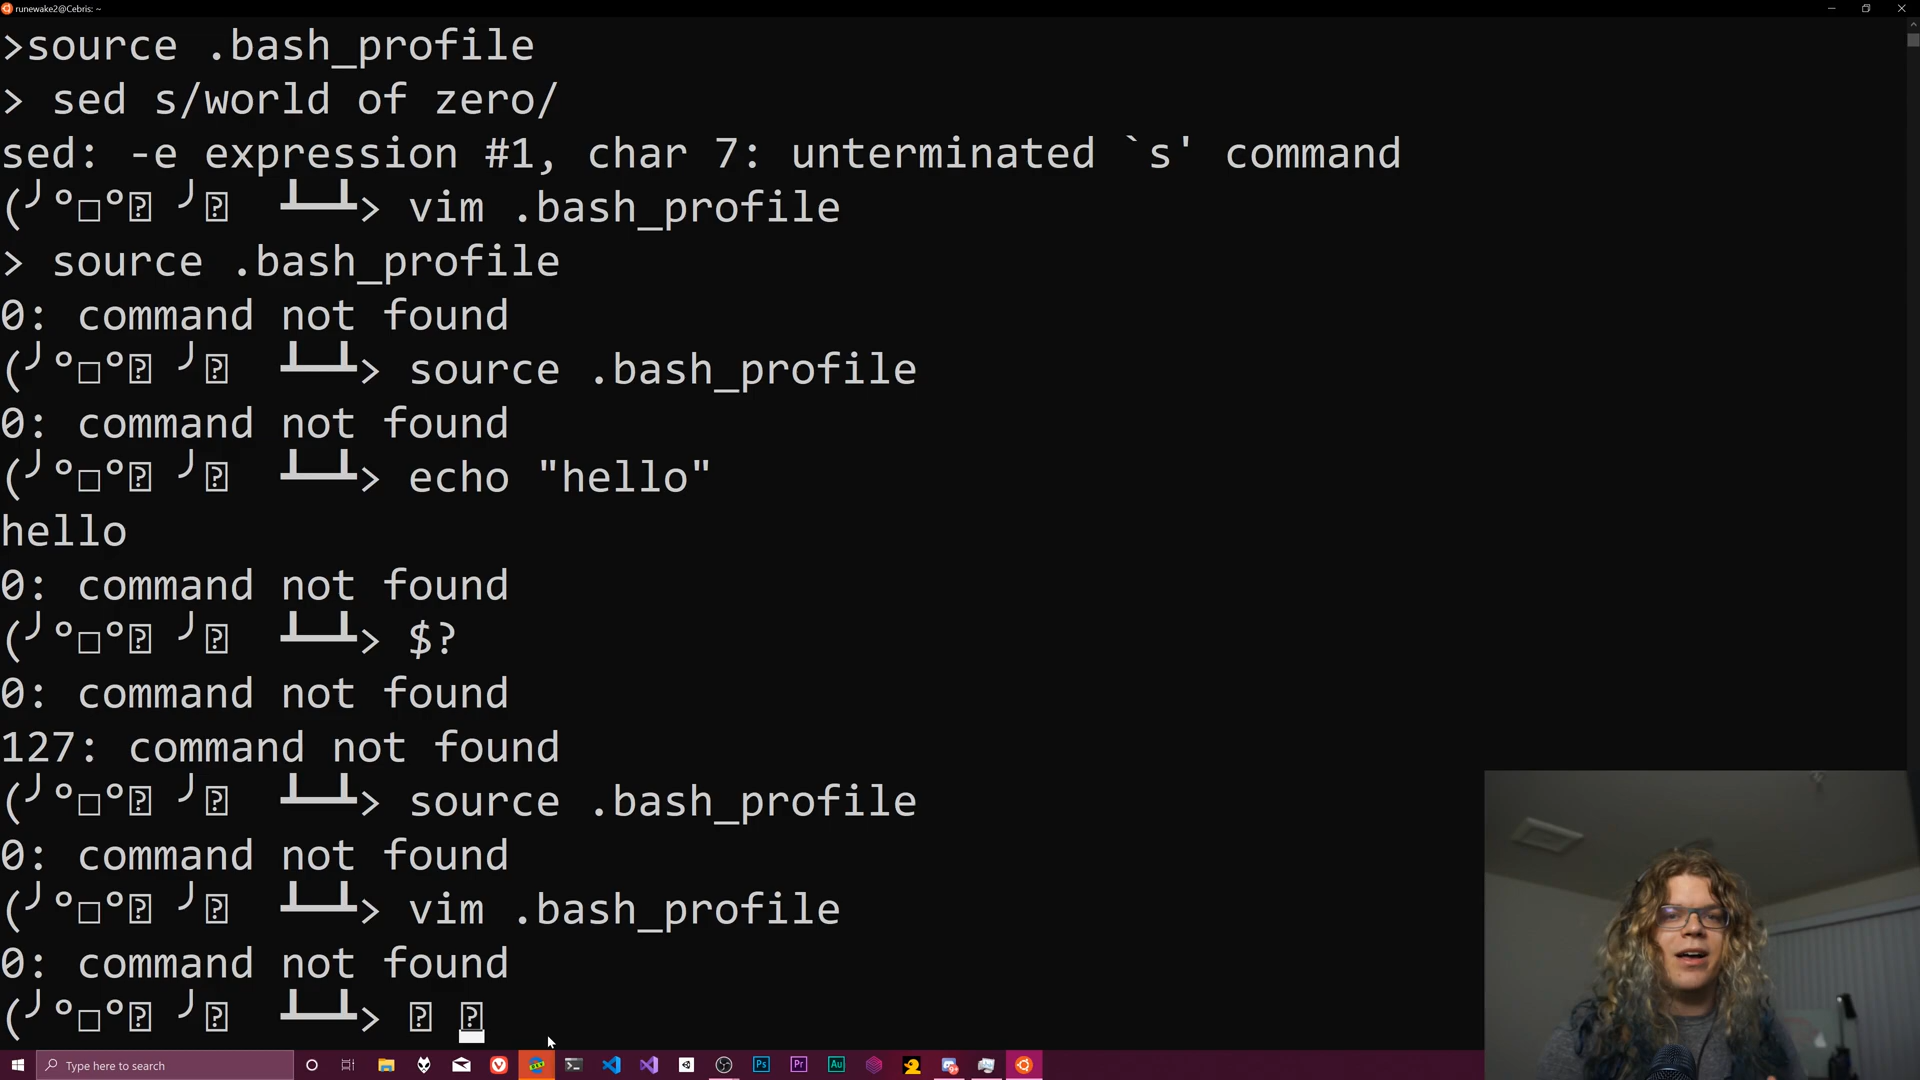 runewake2@Cebris: ~
>source .bash_profile
> sed s/world of zero/
sed: -e expression #1, char 7: unterminated `s' command
(╯°□°⍰ ╯⍰  ┻━┻> vim .bash_profile
> source .bash_profile
0: command not found
(╯°□°⍰ ╯⍰  ┻━┻> source .bash_profile
0: command not found
(╯°□°⍰ ╯⍰  ┻━┻> echo "hello"
hello
0: command not found
(╯°□°⍰ ╯⍰  ┻━┻> $?
0: command not found
127: command not found
(╯°□°⍰ ╯⍰  ┻━┻> source .bash_profile
0: command not found
(╯°□°⍰ ╯⍰  ┻━┻> vim .bash_profile
0: command not found
(╯°□°⍰ ╯⍰  ┻━┻> ⍰ ⍰
Type here to search
Ps
Pr
Au